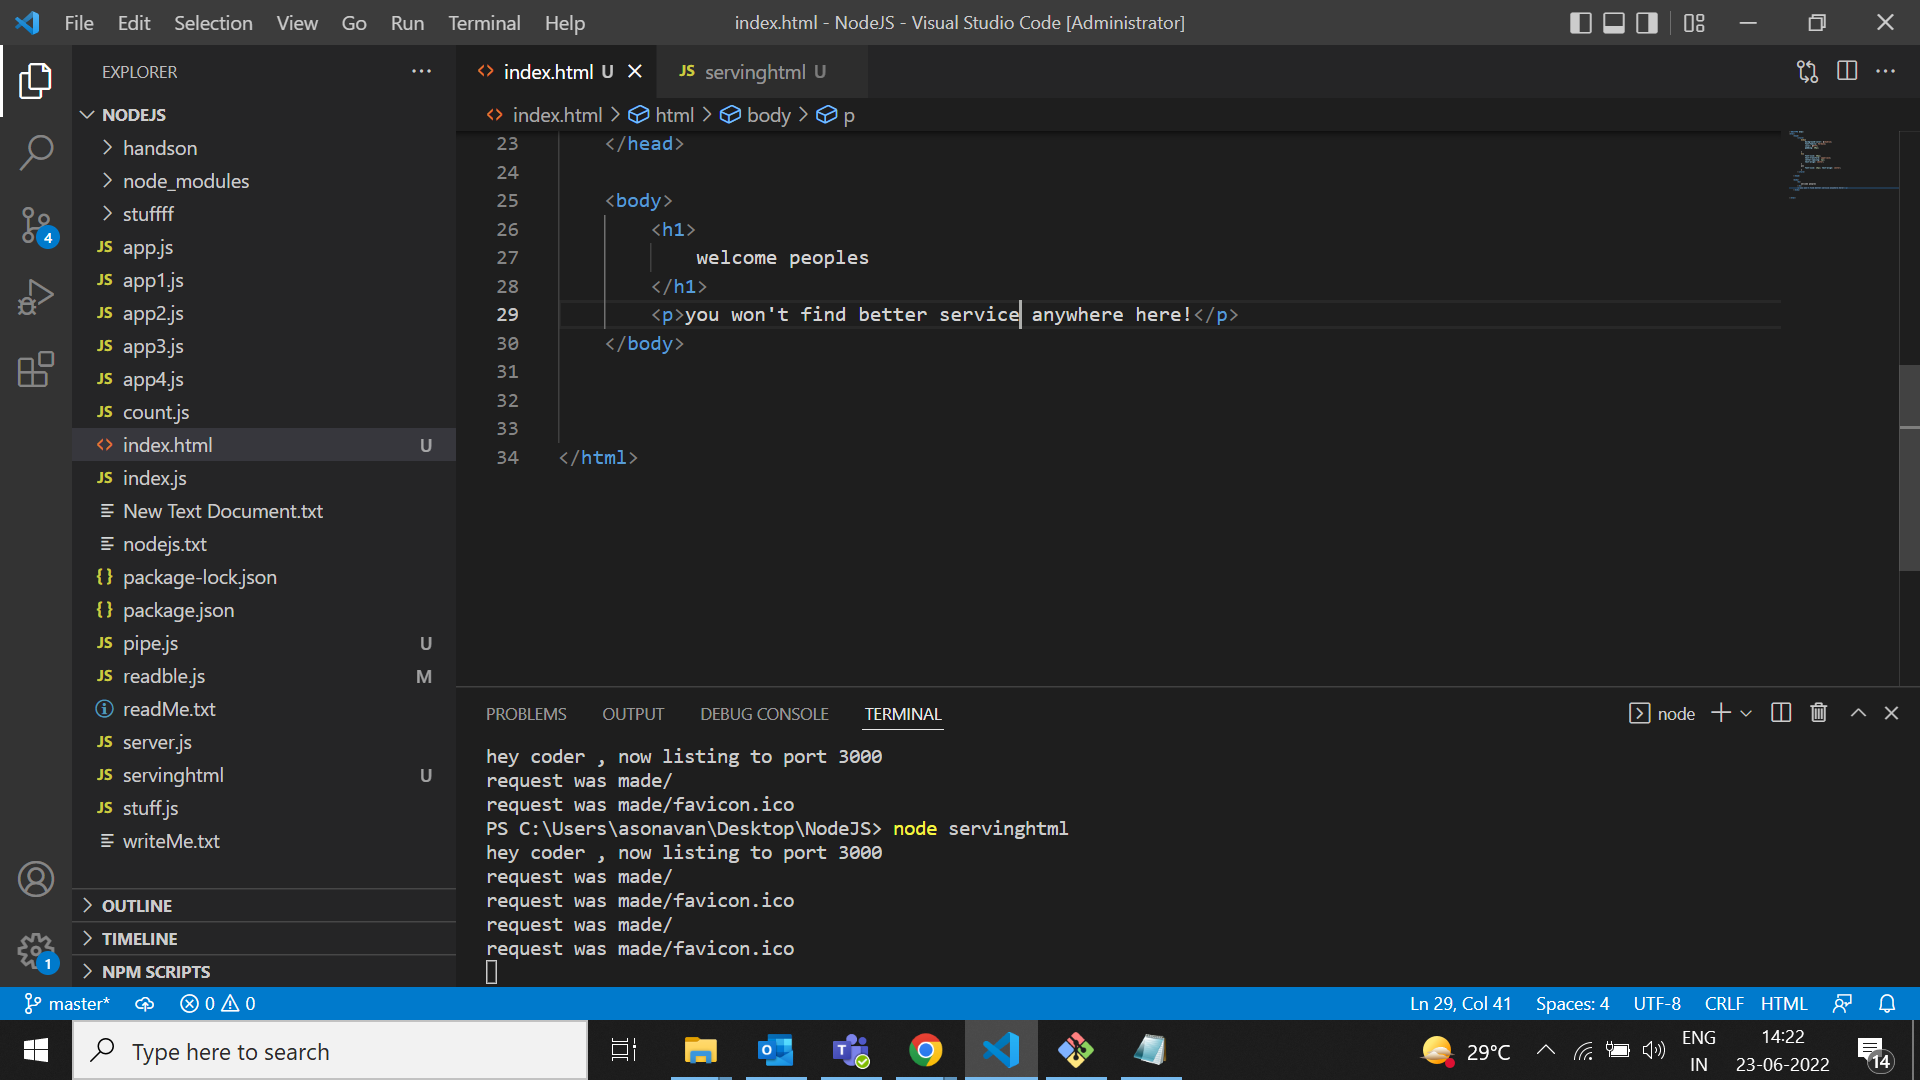 File Edit Selection View Go Run Terminal Help
index.html - NodeJS - Visual Studio Code [Administrator]
EXPLORER
NODEJS
handson
node_modules
stuffff
JS app.js
JS app1.js
JS app2.js
JS app3.js
JS app4.js
JS count.js
<> index.html U
JS index.js
New Text Document.txt
nodejs.txt
{} package-lock.json
{} package.json
JS pipe.js U
JS readble.js M
readMe.txt
JS server.js
JS servinghtml U
JS stuff.js
writeMe.txt
OUTLINE
TIMELINE
NPM SCRIPTS
4
1
<> index.html U
JS servinghtml U
<> index.html > html > body > p
23 </head>
24
25 <body>
26 <h1>
27 welcome peoples
28 </h1>
29 <p>you won't find better service anywhere here!</p>
30 </body>
31
32
33
34 </html>
PROBLEMS OUTPUT DEBUG CONSOLE TERMINAL
node
hey coder , now listing to port 3000
request was made/
request was made/favicon.ico
PS C:\Users\asonavan\Desktop\NodeJS> node servinghtml
hey coder , now listing to port 3000
request was made/
request was made/favicon.ico
request was made/
request was made/favicon.ico
master* 0 0
Ln 29, Col 41 Spaces: 4 UTF-8 CRLF HTML
Type here to search
29°C
ENG
IN
14:22
23-06-2022
14